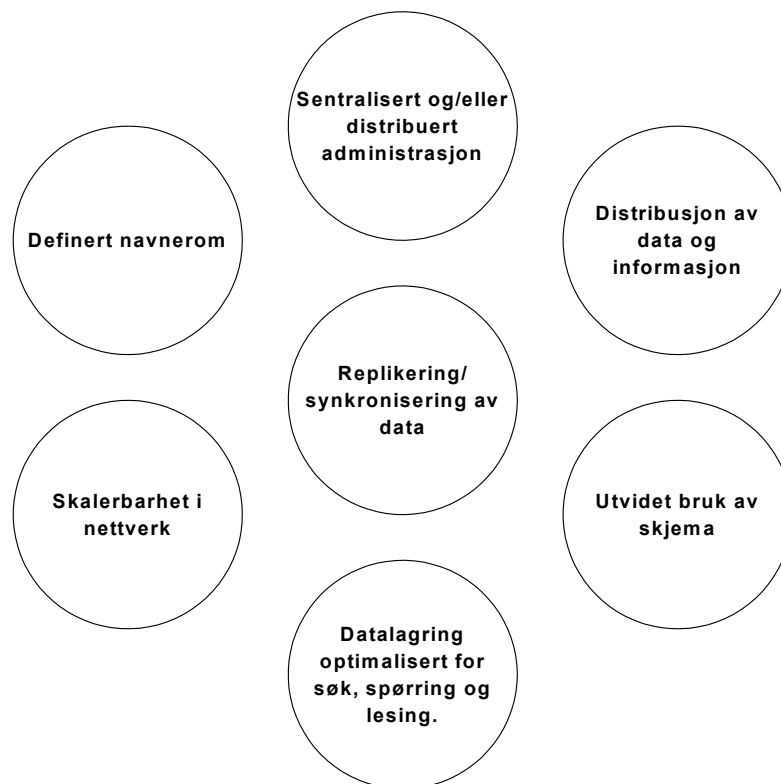 Sentralisert og/eller
distribuert
administrasjon
Definert navnerom
Distribusjon av
data og
informasjon
Replikering/
synkronisering av
data
Skalerbarhet i
nettverk
Utvidet bruk av
skjema
Datalagring
optimalisert for
søk, spørring og
lesing.